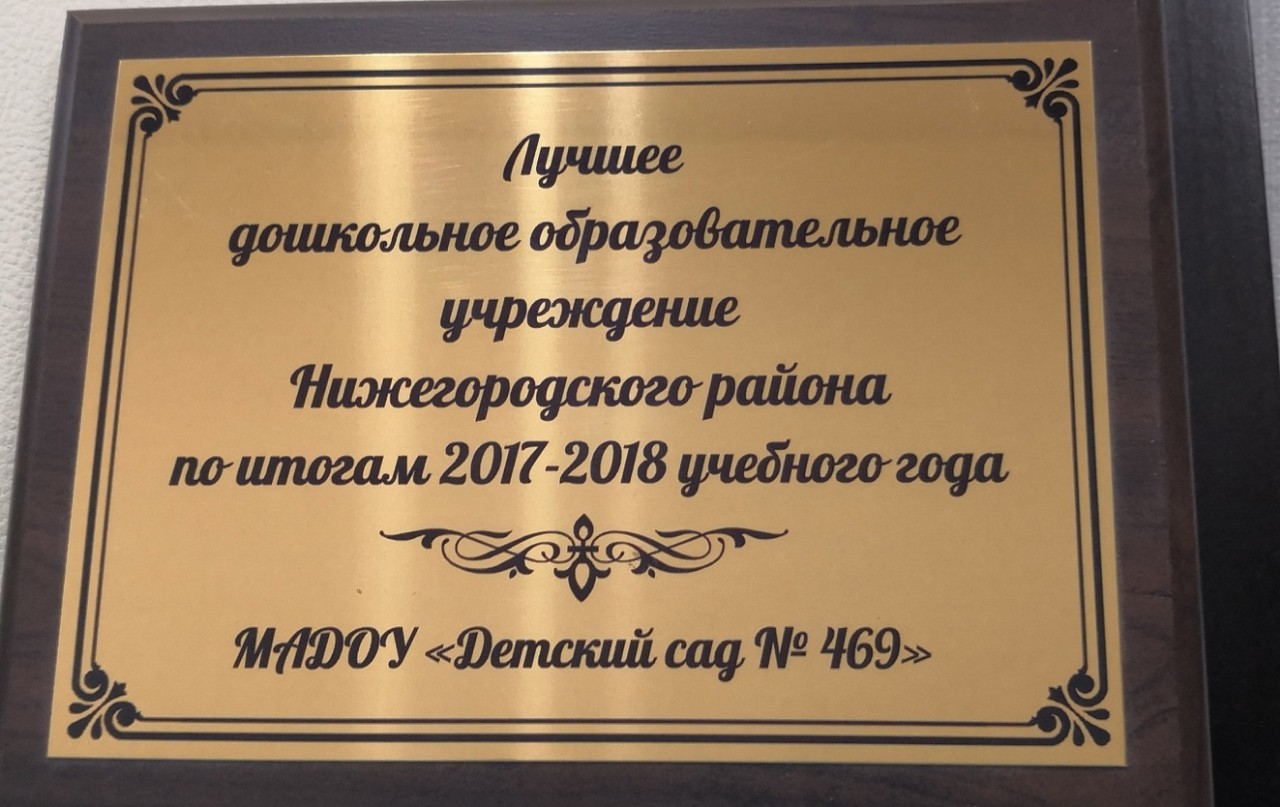 Лучшее
дошкольное образовательное
учреждение
Нижегородского района
по итогам 2017-2018 учебного года
МАДОУ «Детский сад № 469»